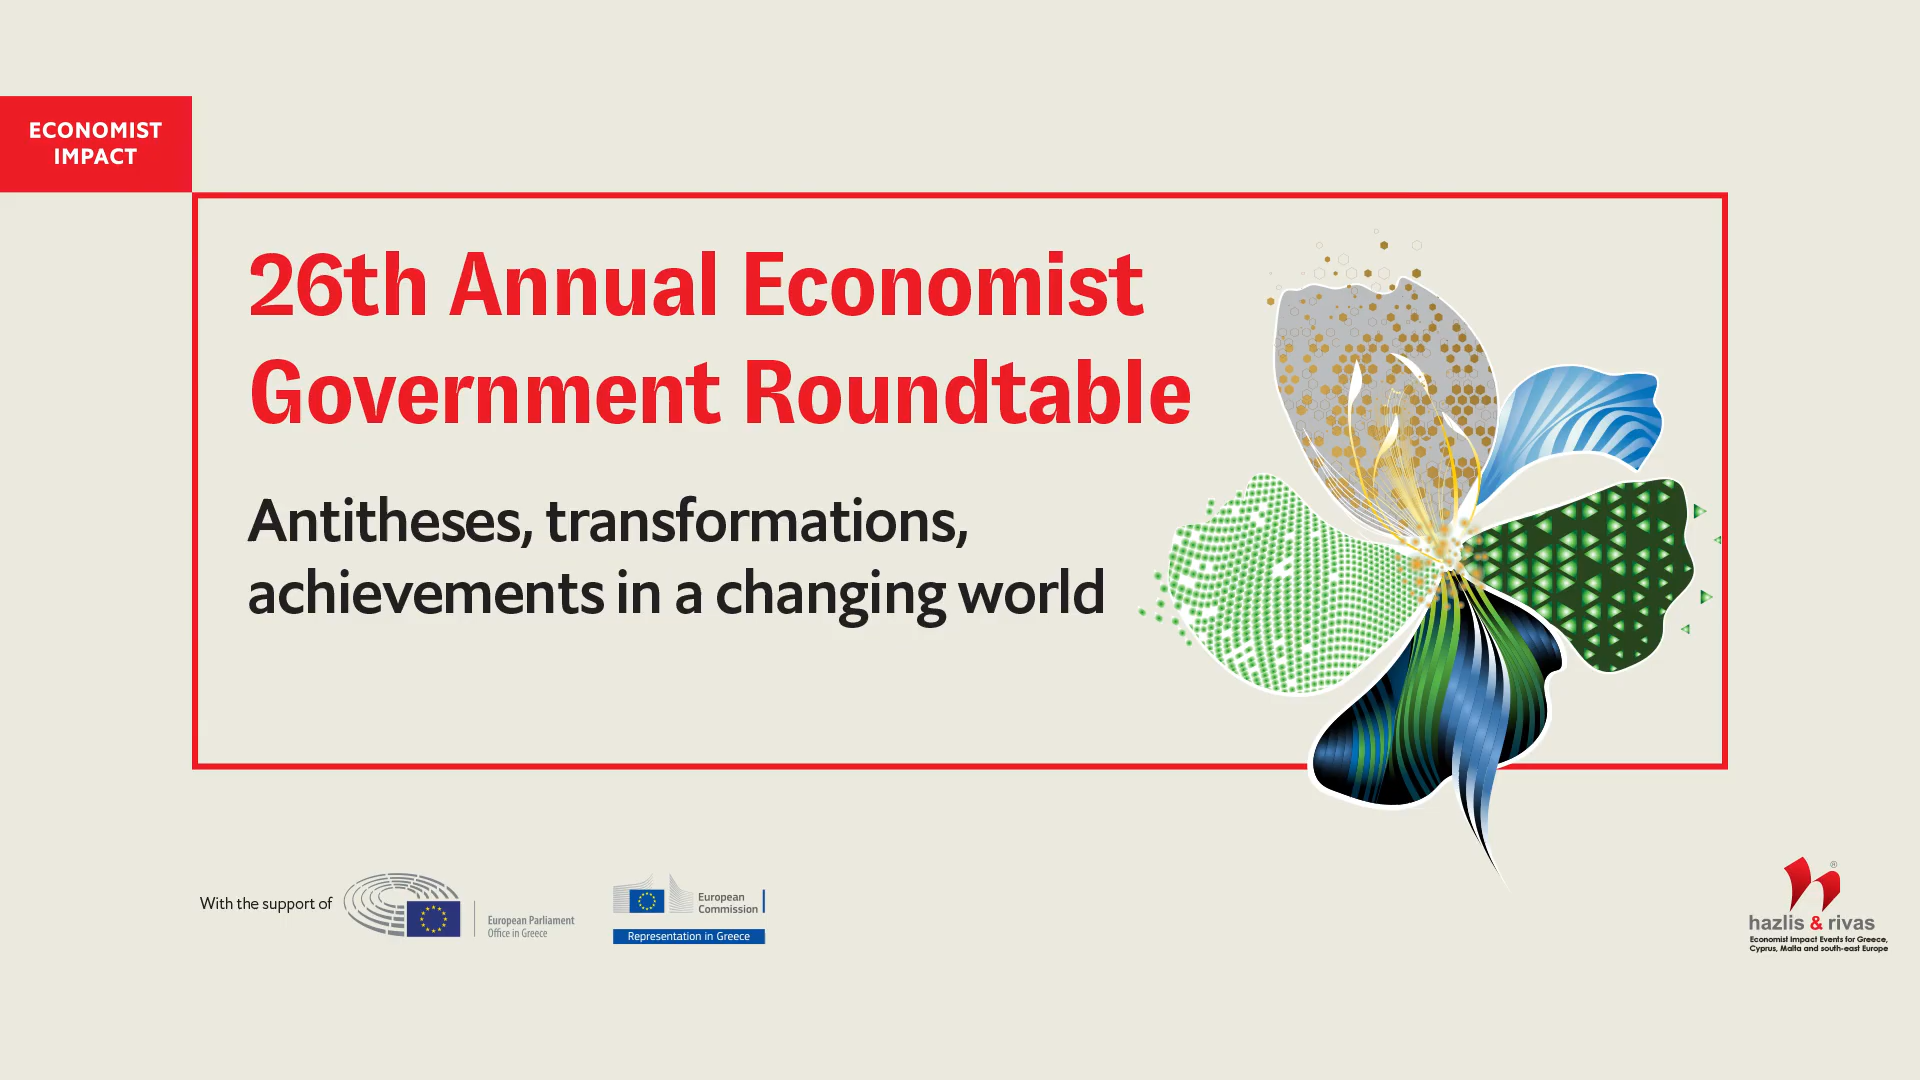 ECONOMIST
IMPACT
26th Annual Economist
Government Roundtable
Antitheses, transformations,
achievements in a changing world
With the support of
European Parliament
Office in Greece
European
Commission
Representation in Greece
®
hazlis & rivas
Economist Impact Events for Greece,
Cyprus, Malta and south-east Europe